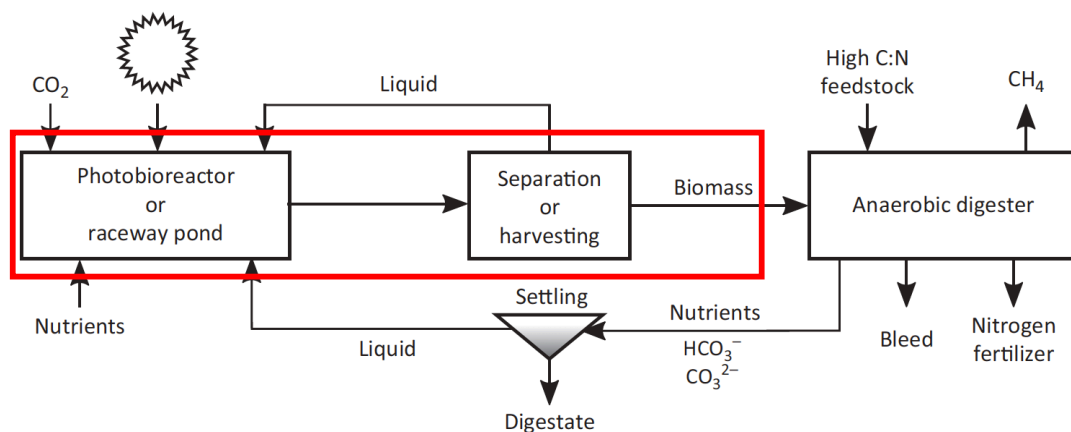 CO₂
Liquid
High C:N
feedstock
CH₄
Photobioreactor
or
raceway pond
Separation
or
harvesting
Biomass
Anaerobic digester
Nutrients
Liquid
Settling
Digestate
Nutrients
HCO₃⁻
CO₃²⁻
Bleed
Nitrogen
fertilizer